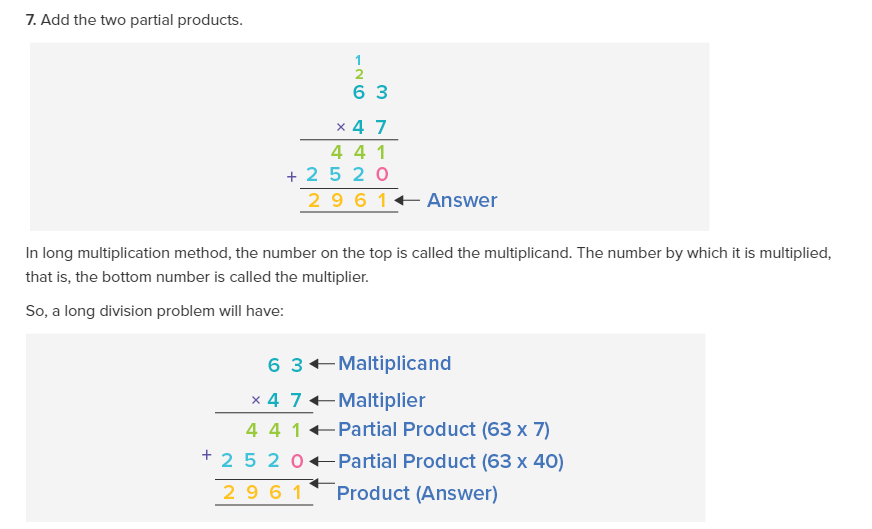 7. Add the two partial products.
1
2
6 3
× 4 7
4 4 1
+ 2 5 2 0
2 9 6 1 Answer
In long multiplication method, the number on the top is called the multiplicand. The number by which it is multiplied,
that is, the bottom number is called the multiplier.
So, a long division problem will have:
6 3 Maltiplicand
× 4 7 Maltiplier
4 4 1 Partial Product (63 x 7)
+ 2 5 2 0 Partial Product (63 x 40)
2 9 6 1 Product (Answer)